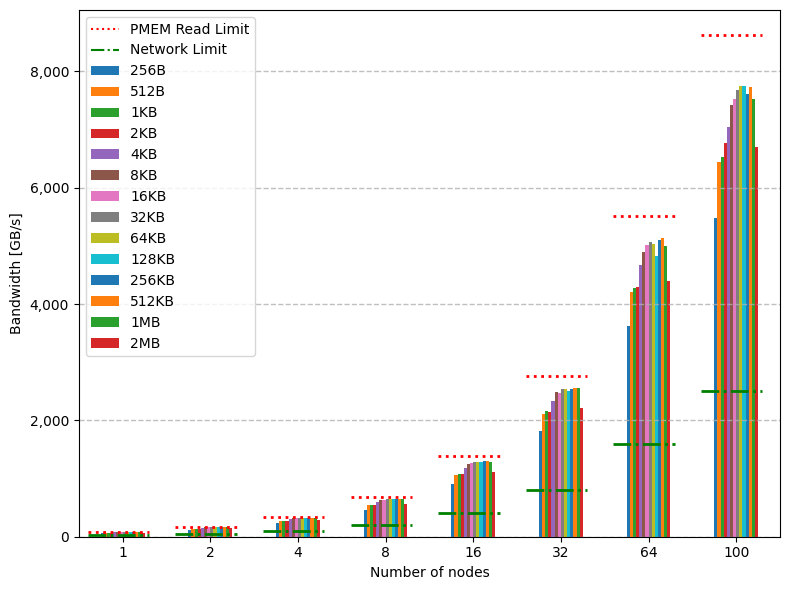 PMEM Read Limit
Network Limit
256B
512B
1KB
2KB
4KB
8KB
16KB
32KB
64KB
128KB
256KB
512KB
1MB
2MB
Bandwidth [GB/s]
8,000
6,000
4,000
2,000
0
1 2 4 8 16 32 64 100
Number of nodes